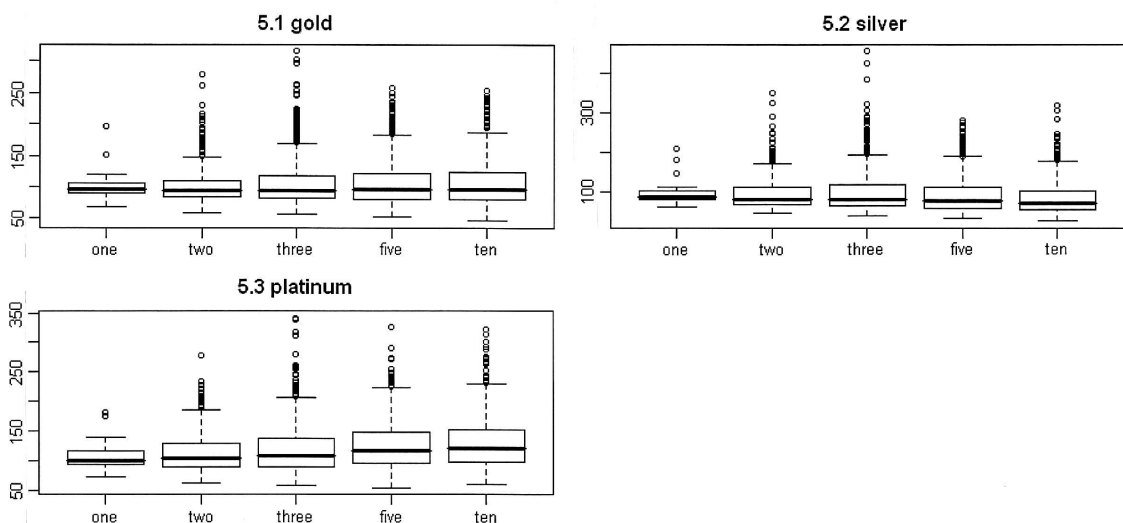 5.1 gold
250
150
50
one two three five ten
5.2 silver
300
100
one two three five ten
5.3 platinum
350
250
150
50
one two three five ten